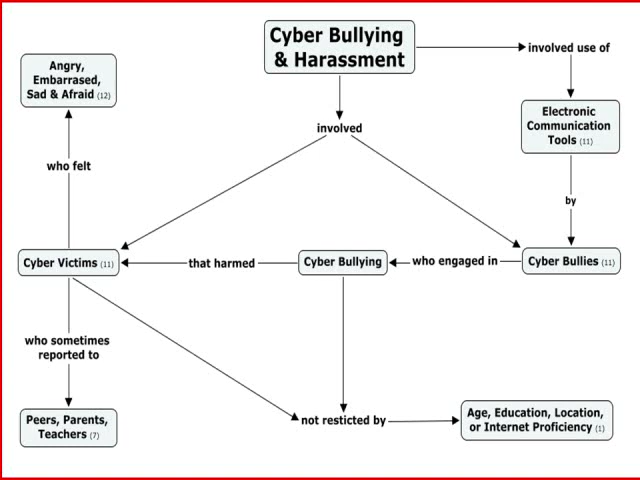 Cyber Bullying
& Harassment
involved use of
Angry,
Embarrased,
Sad & Afraid (12)
Electronic
Communication
Tools (11)
involved
who felt
by
Cyber Victims (11)
that harmed
Cyber Bullying
who engaged in
Cyber Bullies (11)
who sometimes
reported to
Peers, Parents,
Teachers (7)
not resticted by
Age, Education, Location,
or Internet Proficiency (1)